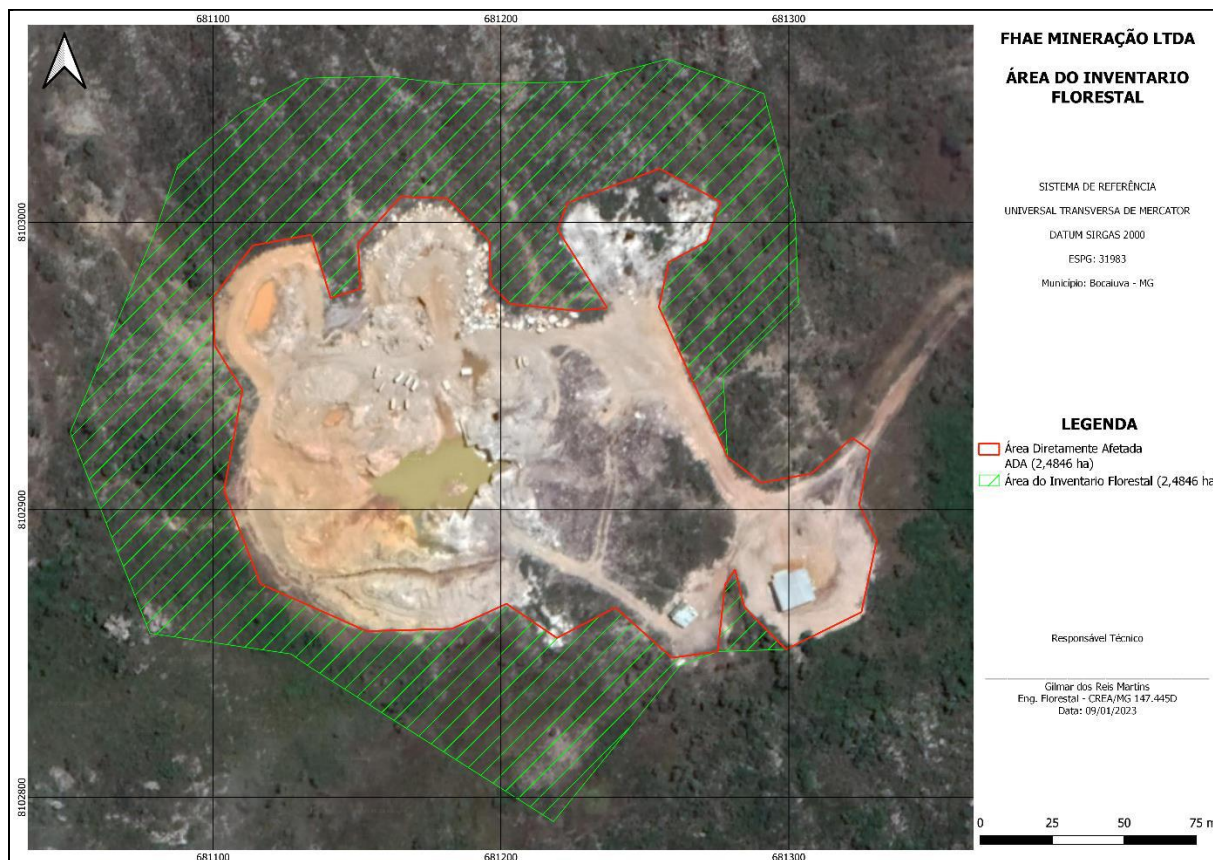 681100
681200
681300
8103000
8102900
8102800
681100
681200
681300
FHAE MINERAÇÃO LTDA
ÁREA DO INVENTARIO
FLORESTAL
SISTEMA DE REFERÊNCIA
UNIVERSAL TRANSVERSA DE MERCATOR
DATUM SIRGAS 2000
ESPG: 31983
Município: Bocaiuva - MG
LEGENDA
Área Diretamente Afetada
ADA (2,4846 ha)
Área do Inventario Florestal (2,4846 ha
Responsável Técnico
Gilmar dos Reis Martins
Eng. Florestal - CREA/MG 147.445D
Data: 09/01/2023
0 25 50 75 m